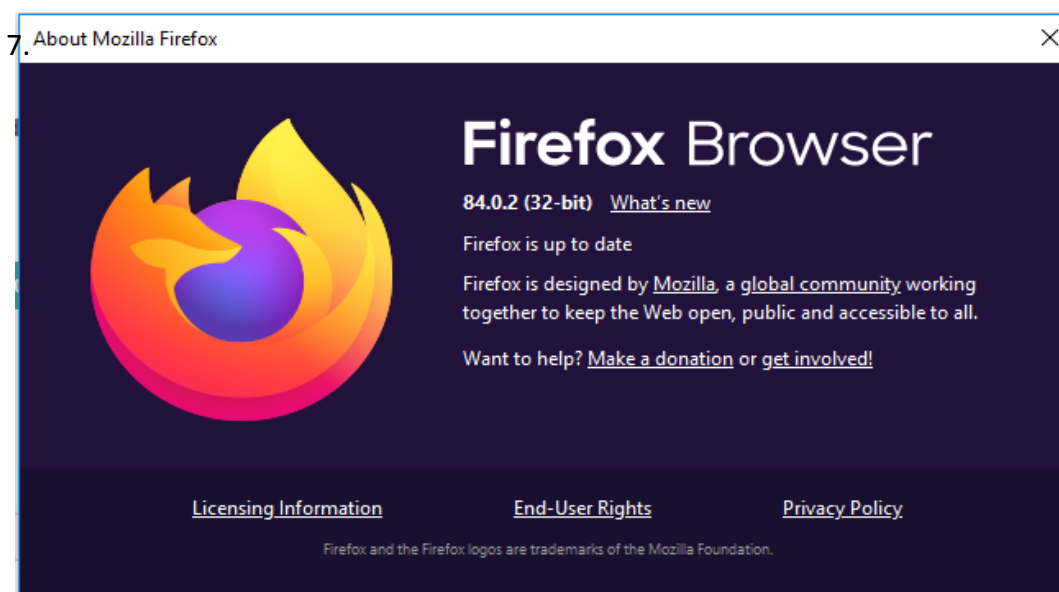 7.
About Mozilla Firefox
Firefox Browser
84.0.2 (32-bit) What's new
Firefox is up to date
Firefox is designed by Mozilla, a global community working
together to keep the Web open, public and accessible to all.
Want to help? Make a donation or get involved!
Licensing Information End-User Rights Privacy Policy
Firefox and the Firefox logos are trademarks of the Mozilla Foundation.